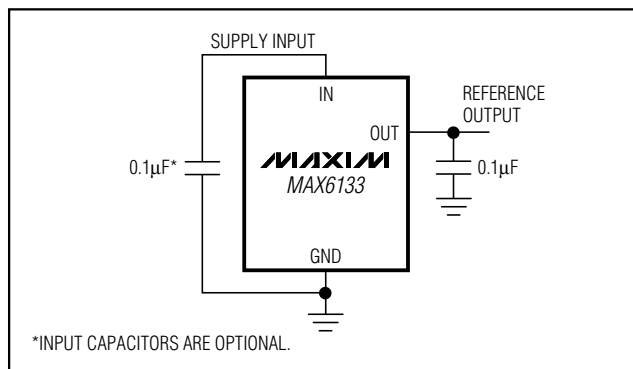 SUPPLY INPUT
IN
REFERENCE
OUTPUT
OUT
0.1µF*
MAXIM
MAX6133
0.1µF
GND
*INPUT CAPACITORS ARE OPTIONAL.